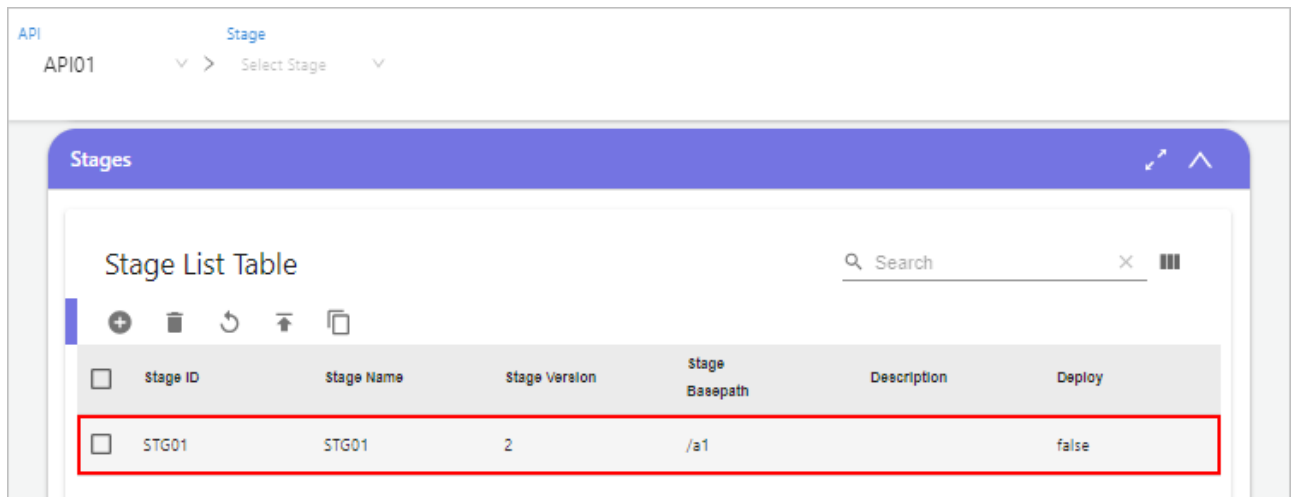 API Stage
API01 > Select Stage
Stages
Stage List Table
Search
Stage ID Stage Name Stage Version Stage Basepath Description Deploy
STG01 STG01 2 /a1 false